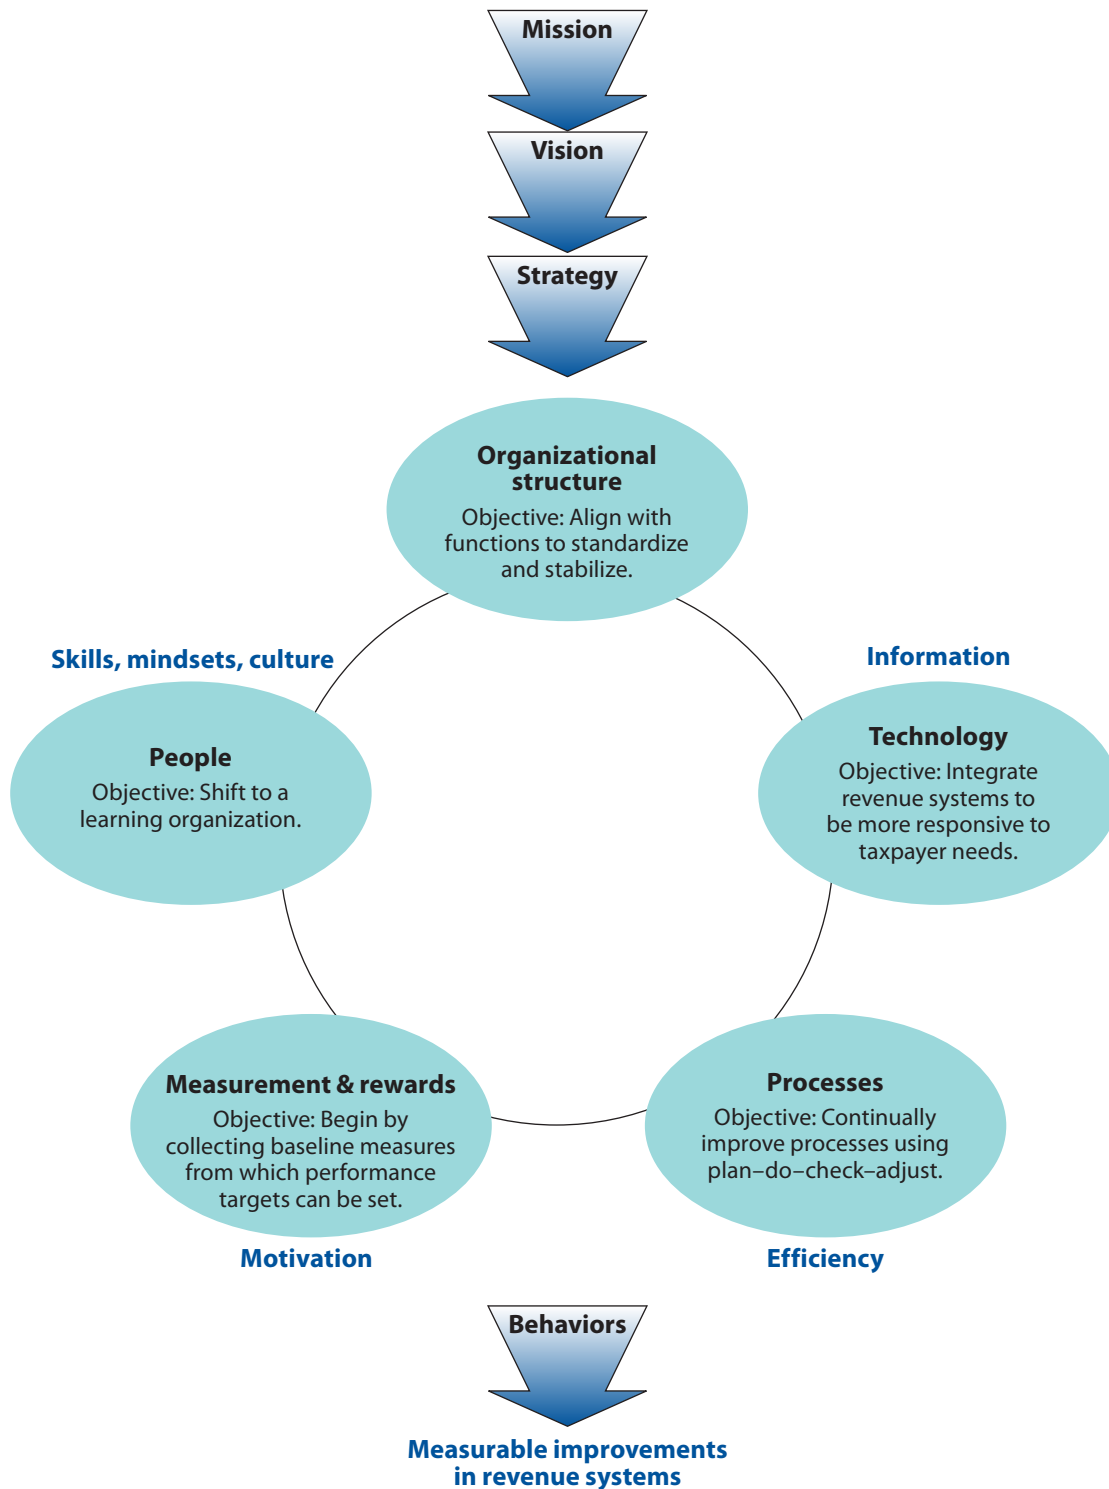 Mission
Vision
Strategy
Organizational
structure
Objective: Align with
functions to standardize
and stabilize.
Skills, mindsets, culture
People
Objective: Shift to a
learning organization.
Information
Technology
Objective: Integrate
revenue systems to
be more responsive to
taxpayer needs.
Measurement & rewards
Objective: Begin by
collecting baseline measures
from which performance
targets can be set.
Motivation
Processes
Objective: Continually
improve processes using
plan–do–check–adjust.
Efficiency
Behaviors
Measurable improvements
in revenue systems